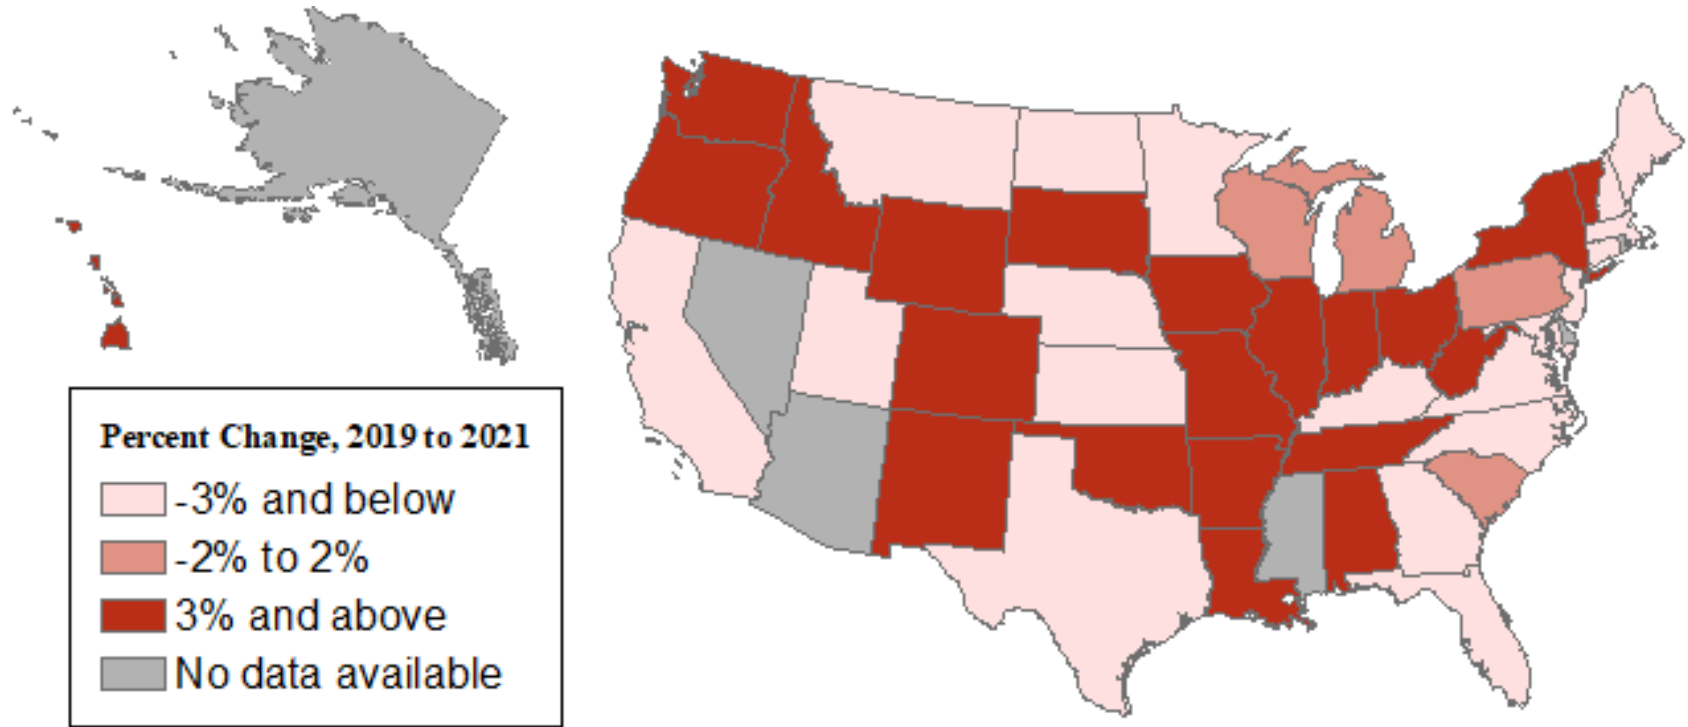 Percent Change, 2019 to 2021
-3% and below
-2% to 2%
3% and above
No data available